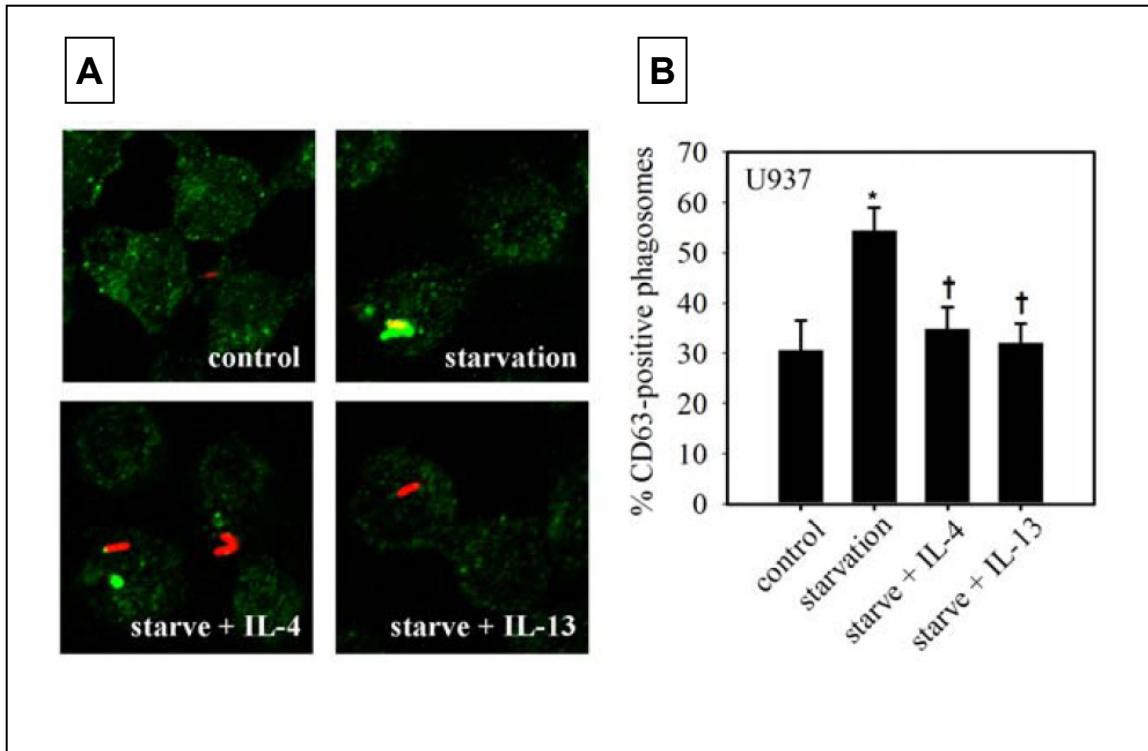 A
B
control
starvation
starve + IL-4
starve + IL-13
% CD63-positive phagosomes
70
60
50
40
30
20
10
0
U937
*
†
†
control
starvation
starve + IL-4
starve + IL-13